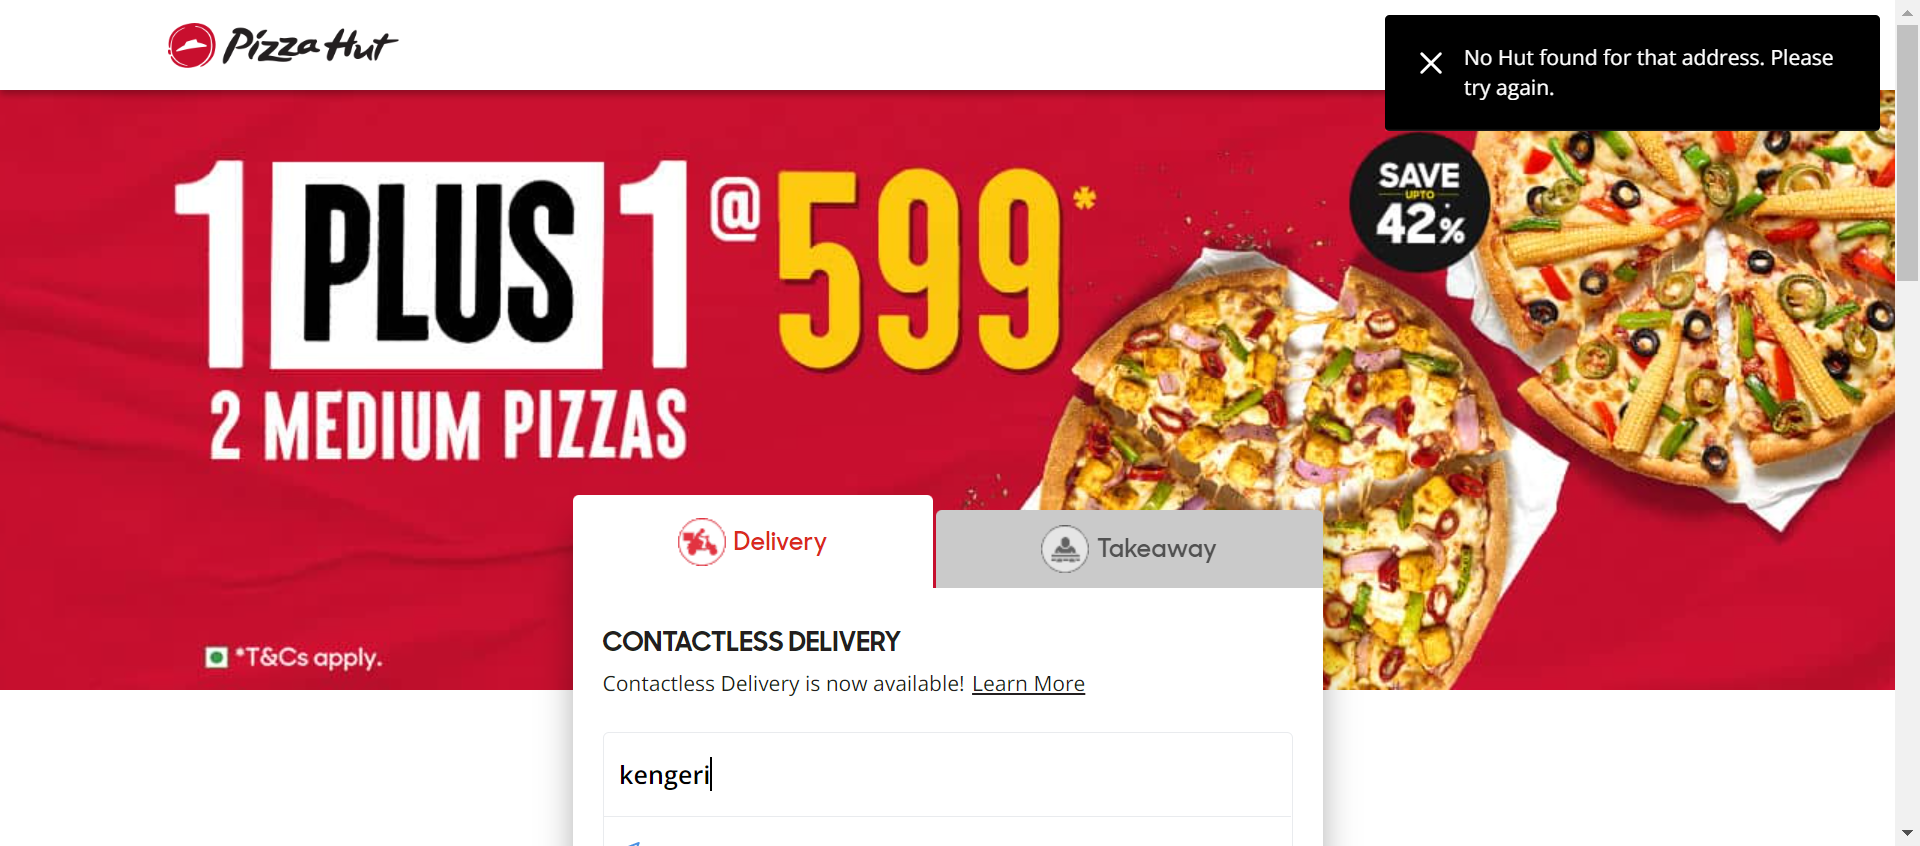 Pizza Hut
No Hut found for that address. Please
try again.
1 PLUS 1 @ 599*
2 MEDIUM PIZZAS
SAVE
UPTO
42%
Delivery
Takeaway
*T&Cs apply.
CONTACTLESS DELIVERY
Contactless Delivery is now available! Learn More
kengeri